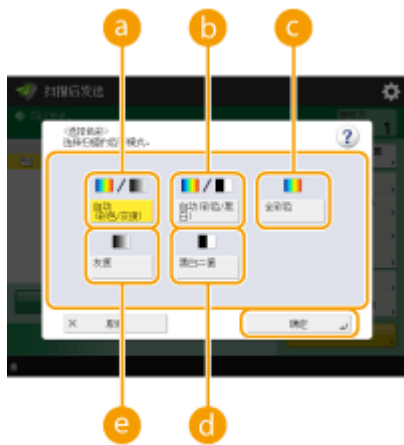 a
b
c
扫描后发送
1
<选择色彩>
选择扫描的色彩模式。
?
自动
(彩色/灰度)
自动(彩色/黑
白)
全彩色
灰度
黑白二值
× 取消
确定
e
d